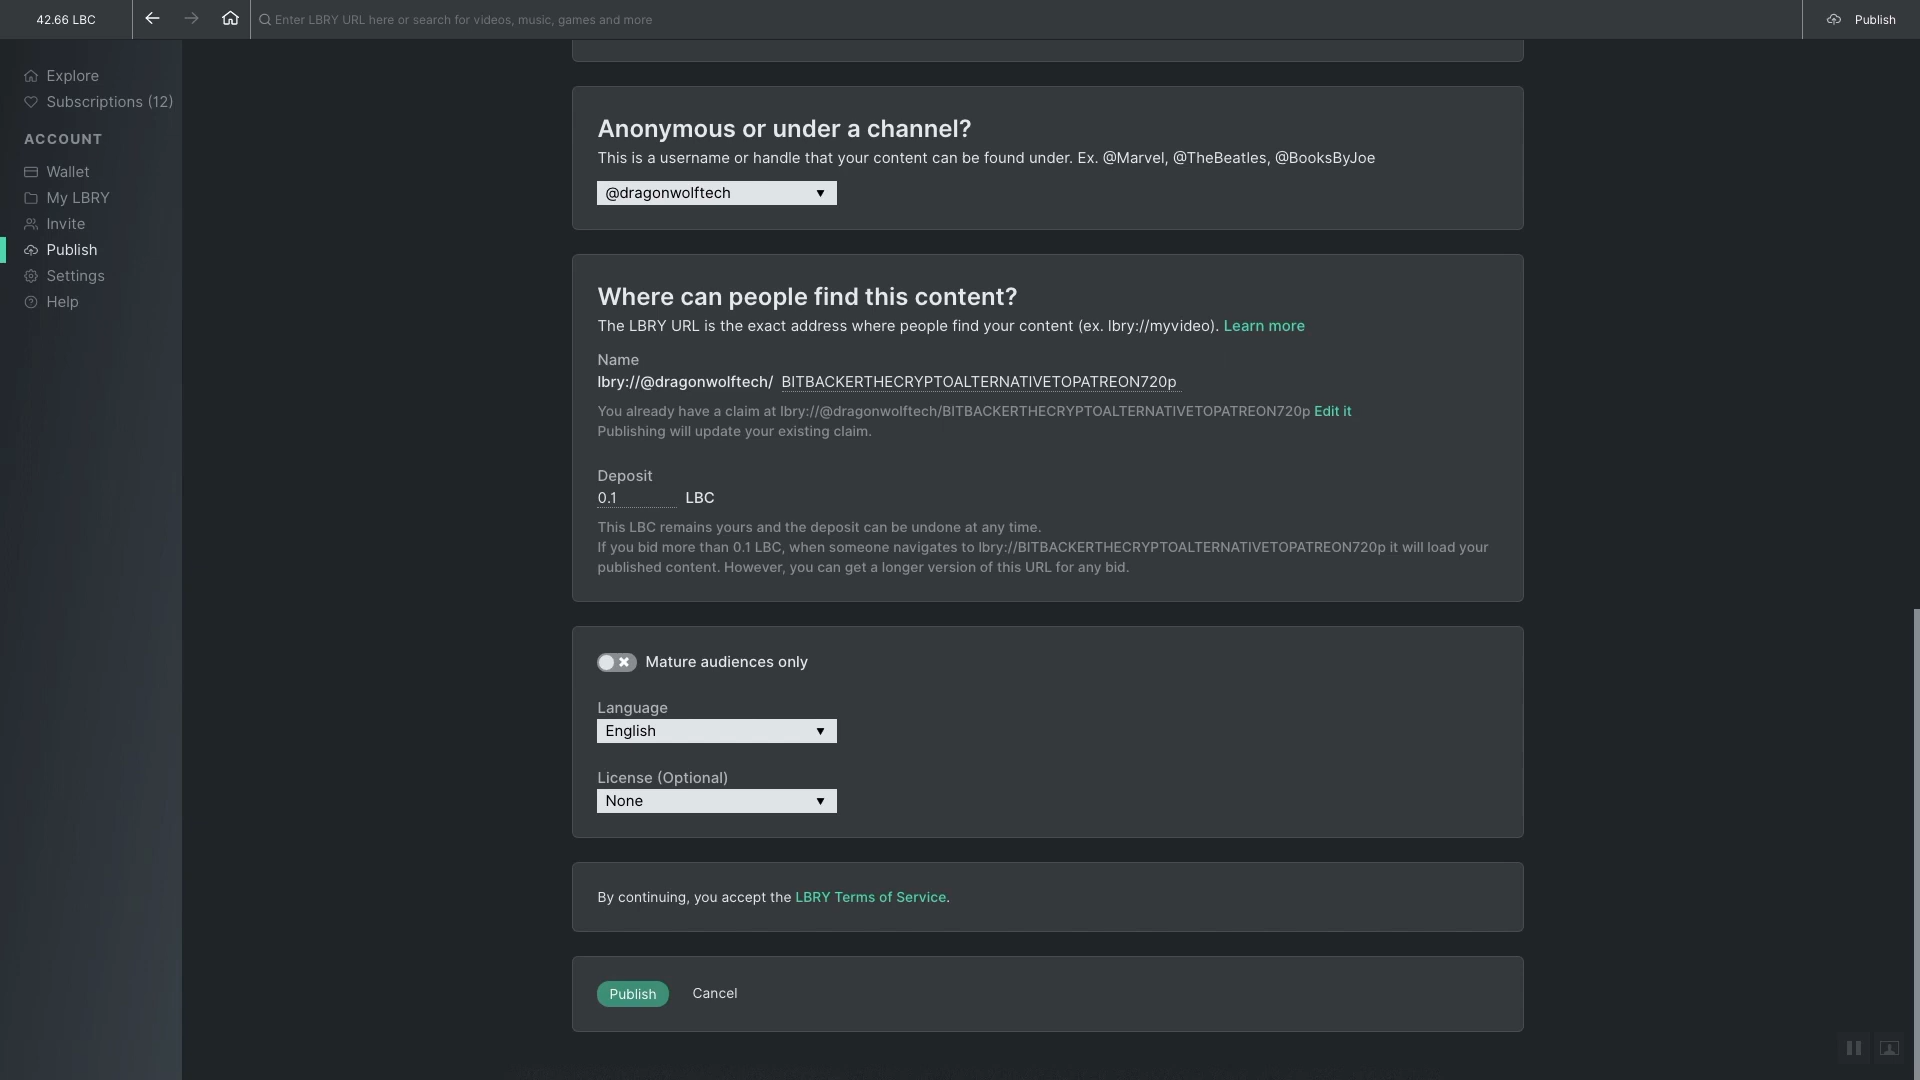 42.66 LBC
Enter LBRY URL here or search for videos, music, games and more
Publish
Explore
Subscriptions (12)
ACCOUNT
Wallet
My LBRY
Invite
Publish
Settings
Help
Anonymous or under a channel?
This is a username or handle that your content can be found under. Ex. @Marvel, @TheBeatles, @BooksByJoe
@dragonwolftech
Where can people find this content?
The LBRY URL is the exact address where people find your content (ex. lbry://myvideo). Learn more
Name
lbry://@dragonwolftech/ BITBACKERTHECRYPTOALTERNATIVETOPATREON720p
You already have a claim at lbry://@dragonwolftech/BITBACKERTHECRYPTOALTERNATIVETOPATREON720p Edit it
Publishing will update your existing claim.
Deposit
0.1 LBC
This LBC remains yours and the deposit can be undone at any time.
If you bid more than 0.1 LBC, when someone navigates to lbry://BITBACKERTHECRYPTOALTERNATIVETOPATREON720p it will load your
published content. However, you can get a longer version of this URL for any bid.
Mature audiences only
Language
English
License (Optional)
None
By continuing, you accept the LBRY Terms of Service.
Publish Cancel